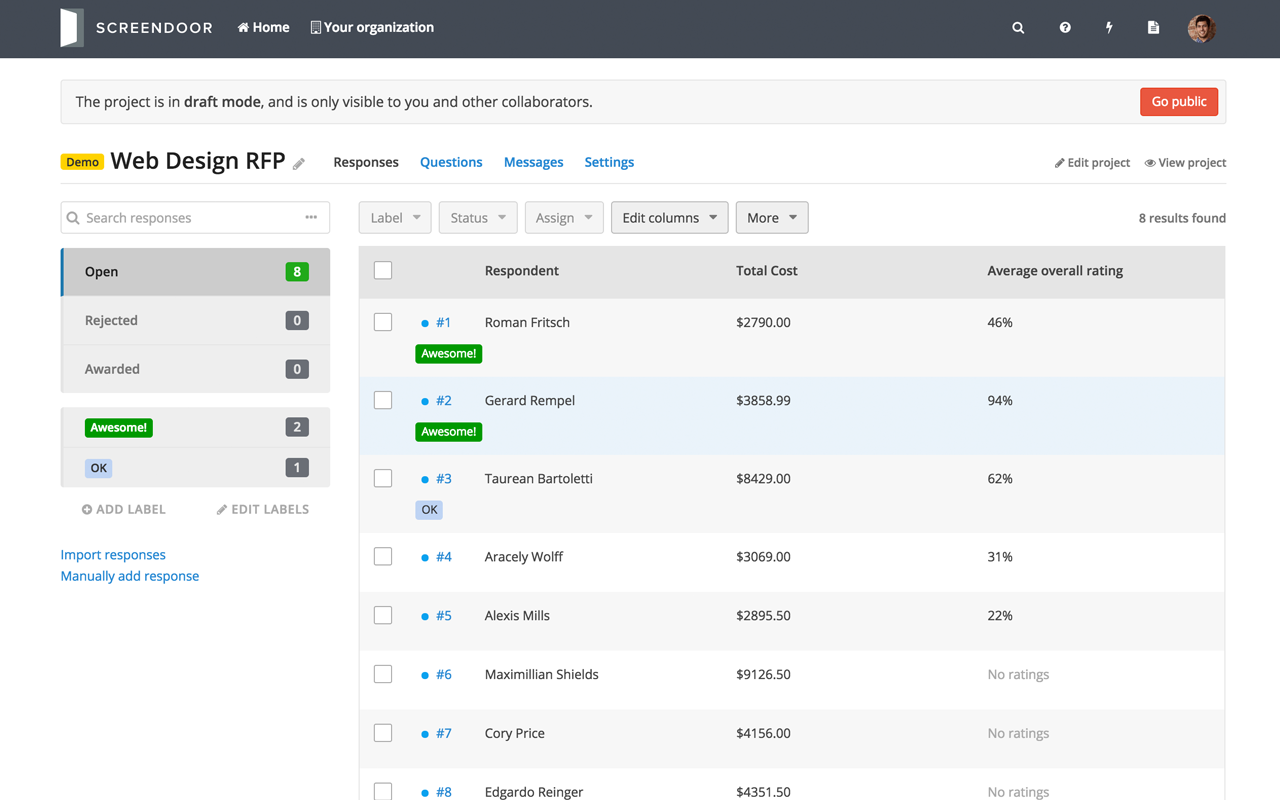 SCREENDOOR Home Your organization
The project is in draft mode, and is only visible to you and other collaborators. Go public
Demo Web Design RFP Responses Questions Messages Settings Edit project View project
Search responses ••• Label Status Assign Edit columns More 8 results found
Open 8
Rejected 0
Awarded 0
Awesome! 2
OK 1
ADD LABEL EDIT LABELS
Import responses
Manually add response
Respondent Total Cost Average overall rating
#1 Roman Fritsch $2790.00 46%
Awesome!
#2 Gerard Rempel $3858.99 94%
Awesome!
#3 Taurean Bartoletti $8429.00 62%
OK
#4 Aracely Wolff $3069.00 31%
#5 Alexis Mills $2895.50 22%
#6 Maximillian Shields $9126.50 No ratings
#7 Cory Price $4156.00 No ratings
#8 Edgardo Reinger $4351.50 No ratings